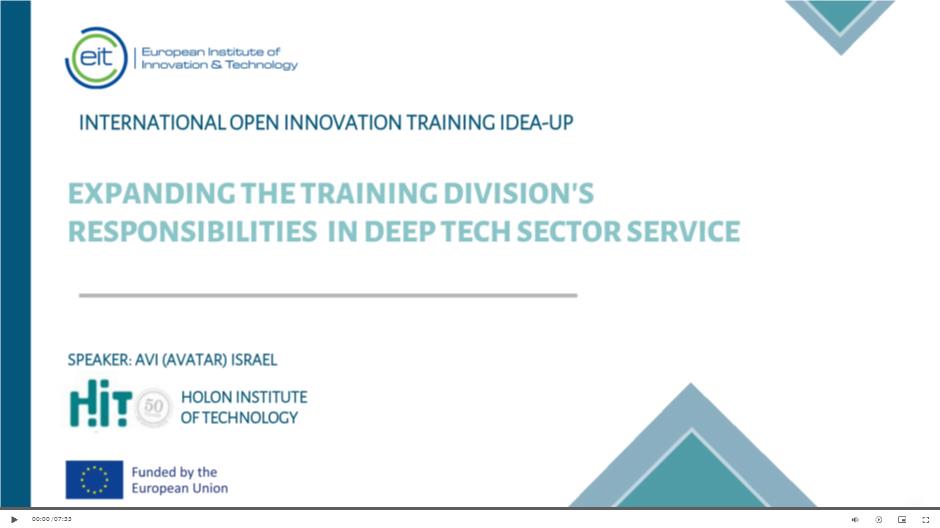 eit
European Institute of
Innovation & Technology
INTERNATIONAL OPEN INNOVATION TRAINING IDEA-UP
EXPANDING THE TRAINING DIVISION'S
RESPONSIBILITIES IN DEEP TECH SECTOR SERVICE
SPEAKER: AVI (AVATAR) ISRAEL
HiT
50
HOLON INSTITUTE
OF TECHNOLOGY
Funded by the
European Union
00:00 / 07:33